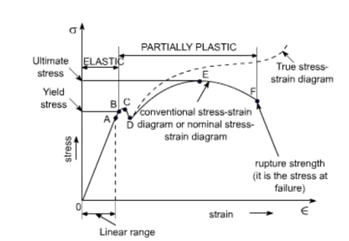 σ
PARTIALLY PLASTIC
Ultimate
stress
ELASTIC
True stress-
strain diagram
E
Yield
stress
B
C
F
A
D
conventional stress-strain
diagram or nominal stress-
strain diagram
stress
rupture strength
(it is the stress at
failure)
0
strain
ϵ
Linear range